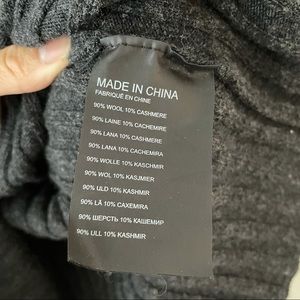 MADE IN CHINA
FABRIQUÉ EN CHINE
90% WOOL 10% CASHMERE
90% LAINE 10% CACHEMIRE
90% LANA 10% CASHMERE
90% LANA 10% CACHEMIRA
90% WOLLE 10% KASCHMIR
90% WOL 10% KASJMIER
90% ULD 10% KASHMIR
90% LÃ 10% CAXEMIRA
90% ШЕРСТЬ 10% КАШЕМИР
90% ULL 10% KASHMIR